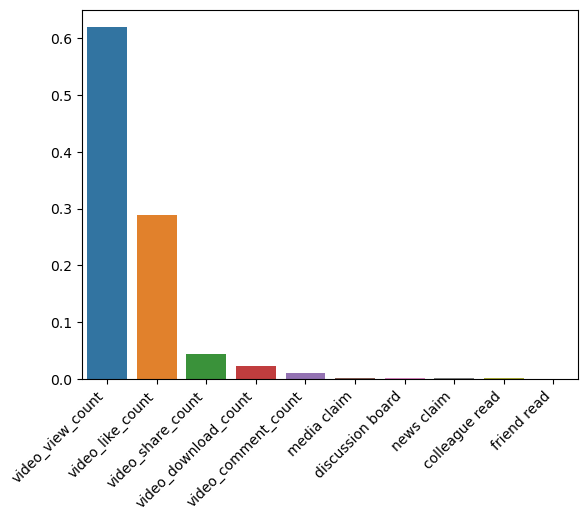 0.6
0.5
0.4
0.3
0.2
0.1
0.0
video_view_count
video_like_count
video_share_count
video_download_count
video_comment_count
media claim
discussion board
news claim
colleague read
friend read